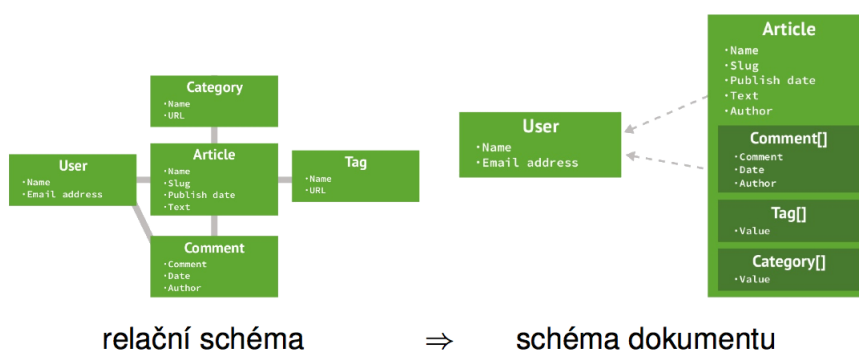 Category
·Name
·URL
User
·Name
·Email address
Article
·Name
·Slug
·Publish date
·Text
Tag
·Name
·URL
Comment
·Comment
·Date
·Author
relační schéma
⇒
User
·Name
·Email address
Article
·Name
·Slug
·Publish date
·Text
·Author
Comment[]
·Comment
·Date
·Author
Tag[]
·Value
Category[]
·Value
schéma dokumentu